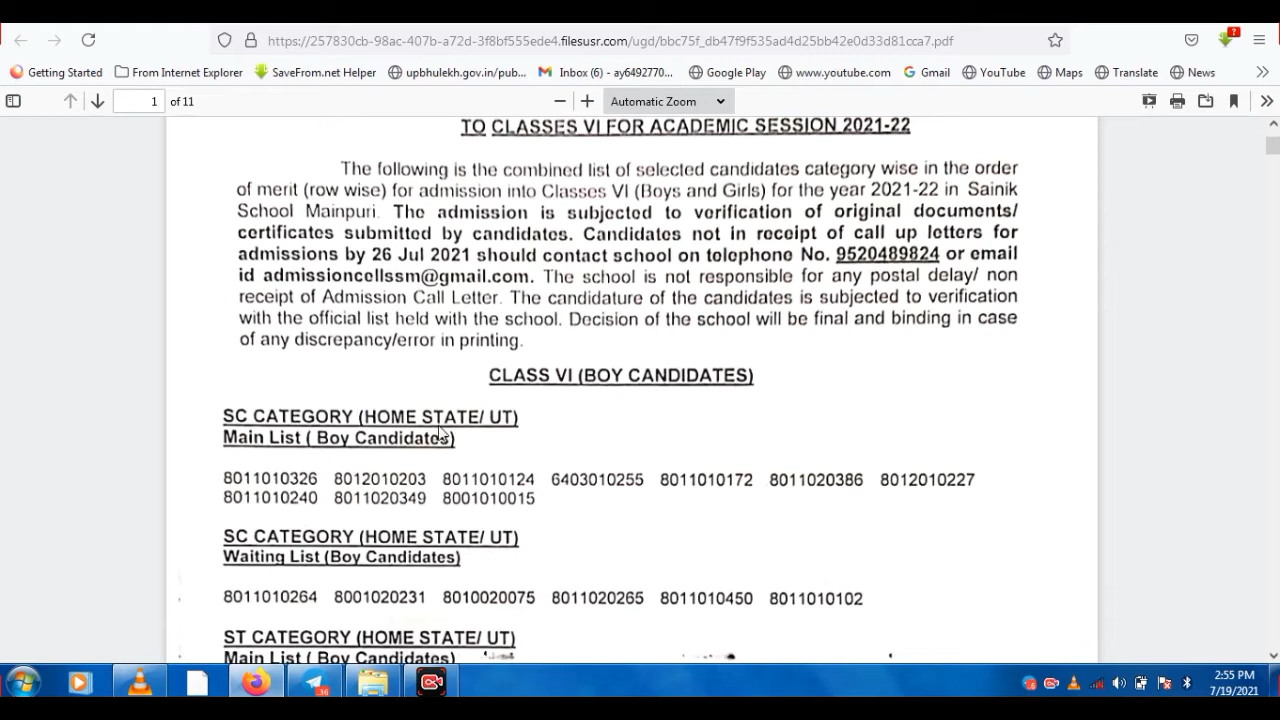 https://257830cb-98ac-407b-a72d-3f8bf555ede4.filesusr.com/ugd/bbc75f_db47f9f535ad4d25bb42e0d33d81cca7.pdf
?
Getting Started From Internet Explorer SaveFrom.net Helper upbhulekh.gov.in/pub... Inbox (6) - ay6492770... Google Play www.youtube.com Gmail YouTube Maps Translate News
1 of 11 Automatic Zoom
TO CLASSES VI FOR ACADEMIC SESSION 2021-22
The following is the combined list of selected candidates category wise in the order
of merit (row wise) for admission into Classes VI (Boys and Girls) for the year 2021-22 in Sainik
School Mainpuri. The admission is subjected to verification of original documents/
certificates submitted by candidates. Candidates not in receipt of call up letters for
admissions by 26 Jul 2021 should contact school on telephone No. 9520489824 or email
id admissioncellssm@gmail.com. The school is not responsible for any postal delay/ non
receipt of Admission Call Letter. The candidature of the candidates is subjected to verification
with the official list held with the school. Decision of the school will be final and binding in case
of any discrepancy/error in printing.
CLASS VI (BOY CANDIDATES)
SC CATEGORY (HOME STATE/ UT)
Main List ( Boy Candidates)
8011010326 8012010203 8011010124 6403010255 8011010172 8011020386 8012010227
8011010240 8011020349 8001010015
SC CATEGORY (HOME STATE/ UT)
Waiting List (Boy Candidates)
8011010264 8001020231 8010020075 8011020265 8011010450 8011010102
ST CATEGORY (HOME STATE/ UT)
Main List (Boy Candidates)
36
2:55 PM
7/19/2021